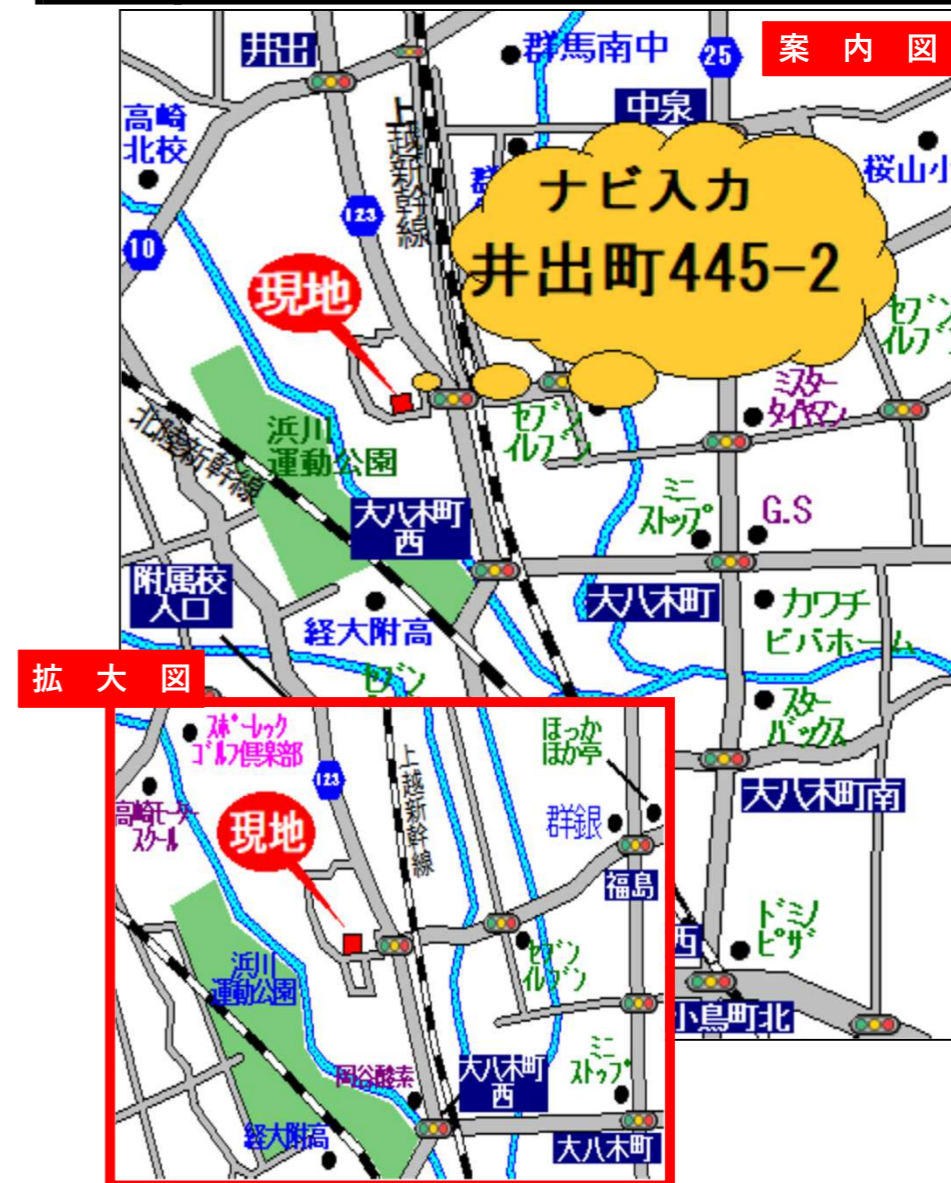 案内図
井出
群馬南中
25
高崎
北校
中泉
桜山小
上越新幹線
123
10
ナビ入力
井出町445-2
現地
セブン
イレブン
ミスター
タイヤマン
北陸新幹線
浜川
運動公園
セブン
イレブン
ミニ
ストップ
G.S
大八木町
西
附属校
入口
経大附高
大八木町
カワチ
ビバホーム
セブン
スター
バックス
大八木町南
ドミノ
ピザ
西
小鳥町北
拡大図
スポーレック
ゴルフ倶楽部
123
上越新幹線
ほっか
ほか亭
高崎モーター
スクール
現地
群銀
福島
浜川
運動公園
セブン
イレブン
岡谷酸素
大八木町
西
ミニ
ストップ
経大附高
大八木町